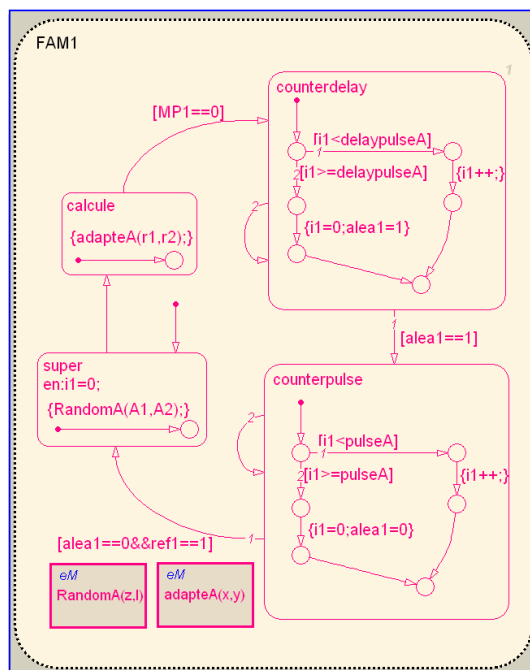 FAM1
1
counterdelay
[MP1==0]
[i1<delaypulseA]
1
2
[i1>=delaypulseA]
{i1++;}
calcule
2
{i1=0;alea1=1}
{adapteA(r1,r2);}
1
[alea1==1]
super
en:i1=0;
{RandomA(A1,A2);}
counterpulse
2
[i1<pulseA]
1
2
[i1>=pulseA]
{i1++;}
{i1=0;alea1=0}
[alea1==0&&ref1==1]
1
eM
RandomA(z,l)
eM
adapteA(x,y)